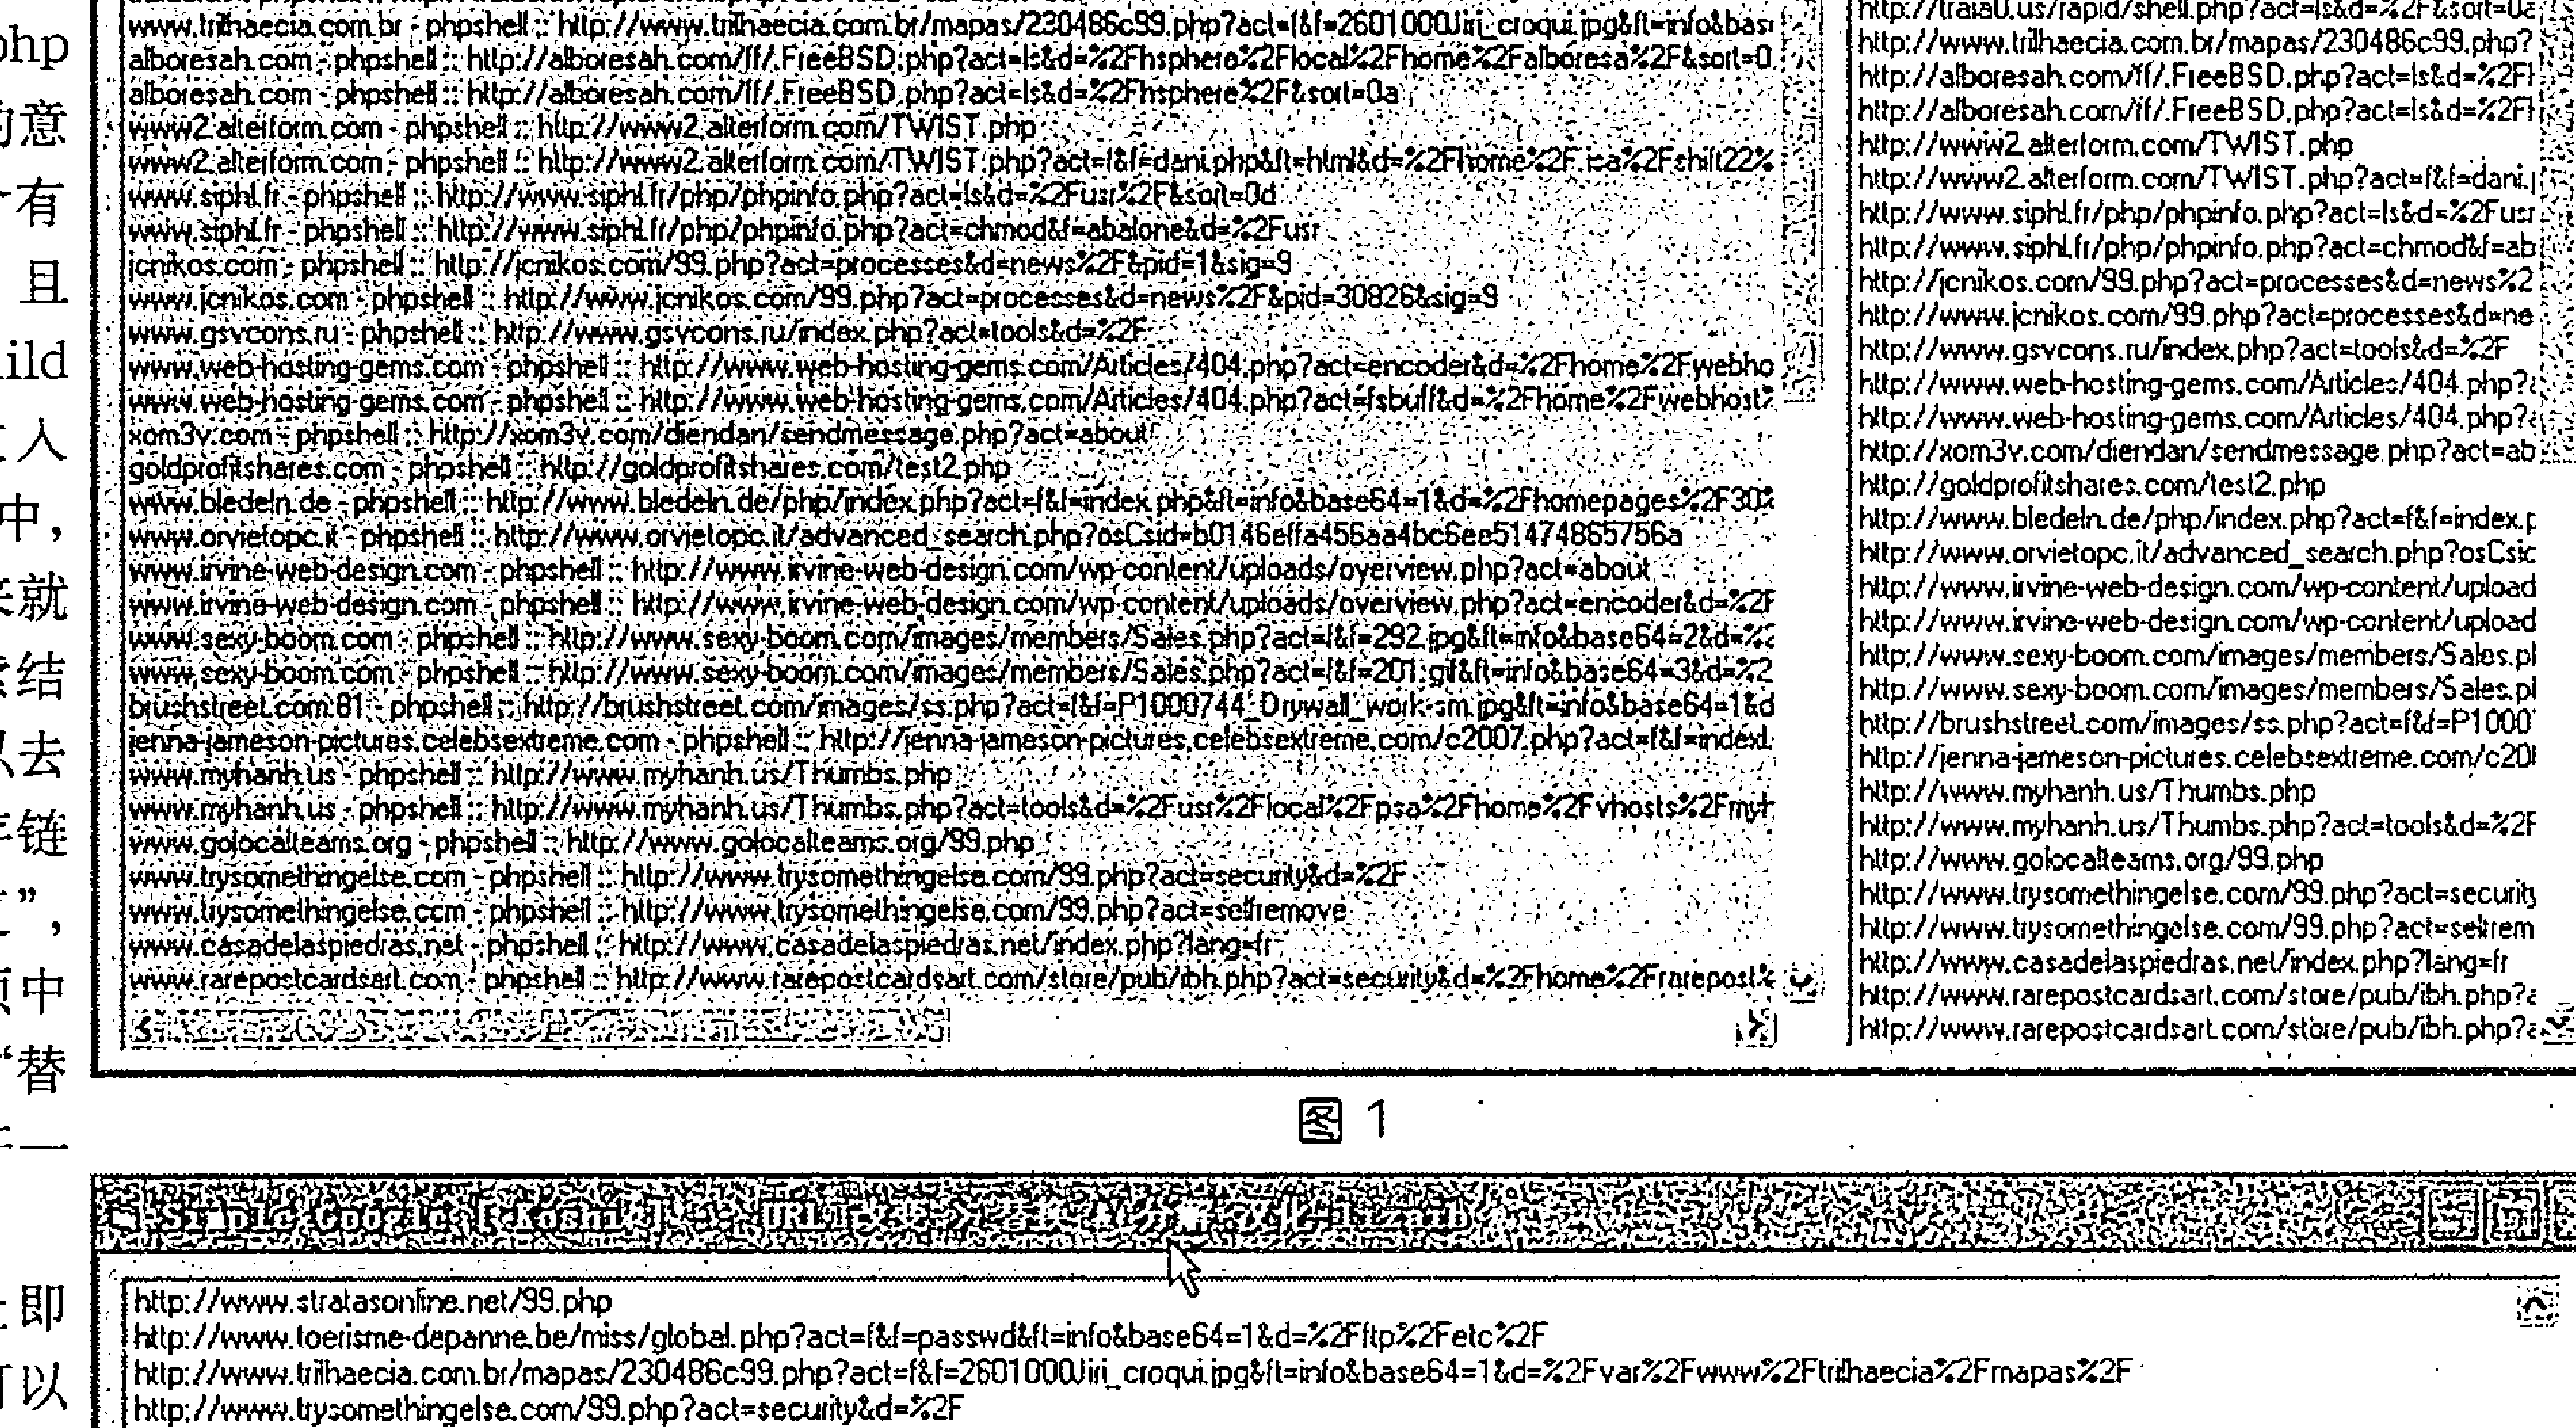 php
意
有
且
uild
人
中，
就
结
去
链
”，
中
“替
一
即
以
www.trilhaecia.com.br - phpshell :: http://www.trilhaecia.com.br/mapas/230486c99.php?act=f&f=2601000Jiri_croqui.jpg&ft=info&bas
alboresah.com - phpshell :: http://alboresah.com/ff/.FreeBSD.php?act=ls&d=%2Fhsphere%2Flocal%2Fhome%2Falboresa%2F&sort=0
alboresah.com - phpshell :: http://alboresah.com/ff/.FreeBSD.php?act=ls&d=%2Fhsphere%2F&sort=0a
www2.alterform.com - phpshell :: http://www2.alterform.com/TWIST.php
www2.alterform.com - phpshell :: http://www2.alterform.com/TWIST.php?act=f&f=dani.php&ft=html&d=%2Fhome%2F.isa%2Fshift22%
www.siphl.fr - phpshell :: http://www.siphl.fr/php/phpinfo.php?act=ls&d=%2Fusr%2F&sort=0d
www.siphl.fr - phpshell :: http://www.siphl.fr/php/phpinfo.php?act=chmod&f=abalone&d=%2Fusr
jcnikos.com - phpshell :: http://jcnikos.com/99.php?act=processes&d=news%2F&pid=1&sig=9
www.jcnikos.com - phpshell :: http://www.jcnikos.com/99.php?act=processes&d=news%2F&pid=30826&sig=9
www.gsvcons.ru - phpshell :: http://www.gsvcons.ru/index.php?act=tools&d=%2F
www.web-hosting-gems.com - phpshell :: http://www.web-hosting-gems.com/Articles/404.php?act=encoder&d=%2Fhome%2Fwebho
www.web-hosting-gems.com - phpshell :: http://www.web-hosting-gems.com/Articles/404.php?act=fsbuff&d=%2Fhome%2Fwebhost%
xom3v.com - phpshell :: http://xom3v.com/diendan/sendmessage.php?act=about
goldprofitshares.com - phpshell :: http://goldprofitshares.com/test2.php
www.bledeln.de - phpshell :: http://www.bledeln.de/php/index.php?act=f&f=index.php&ft=info&base64=1&d=%2Fhomepages%2F30%
www.orvietopc.it - phpshell :: http://www.orvietopc.it/advanced_search.php?osCsid=b0146effa456aa4bc6ee51474865756a
www.irvine-web-design.com - phpshell :: http://www.irvine-web-design.com/wp-content/uploads/overview.php?act=about
www.irvine-web-design.com - phpshell :: http://www.irvine-web-design.com/wp-content/uploads/overview.php?act=encoder&d=%2F
www.sexy-boom.com - phpshell :: http://www.sexy-boom.com/images/members/Sales.php?act=f&f=292.jpg&ft=info&base64=2&d=%2
www.sexy-boom.com - phpshell :: http://www.sexy-boom.com/images/members/Sales.php?act=f&f=201.gif&ft=info&base64=3&d=%2
brushstreet.com:81 - phpshell :: http://brushstreet.com/images/ss.php?act=f&f=P1000744_Drywall_work-sm.jpg&ft=info&base64=1&d
jenna-jameson-pictures.celebsextreme.com - phpshell :: http://jenna-jameson-pictures.celebsextreme.com/c2007.php?act=f&f=index1.
www.myhanh.us - phpshell :: http://www.myhanh.us/Thumbs.php
www.myhanh.us - phpshell :: http://www.myhanh.us/Thumbs.php?act=tools&d=%2Fusr%2Flocal%2Fpsa%2Fhome%2Fvhosts%2Fmyh
www.golocalteams.org - phpshell :: http://www.golocalteams.org/99.php
www.trysomethingelse.com - phpshell :: http://www.trysomethingelse.com/99.php?act=security&d=%2F
www.trysomethingelse.com - phpshell :: http://www.trysomethingelse.com/99.php?act=selfremove
www.casadelaspiedras.net - phpshell :: http://www.casadelaspiedras.net/index.php?lang=fr
www.rarepostcardsart.com - phpshell :: http://www.rarepostcardsart.com/store/pub/ibh.php?act=security&d=%2Fhome%2Frarepost%
http://www.trilhaecia.com.br/mapas/230486c99.php?
http://alboresah.com/ff/.FreeBSD.php?act=ls&d=%2Fh
http://alboresah.com/ff/.FreeBSD.php?act=ls&d=%2Fh
http://www2.alterform.com/TWIST.php
http://www2.alterform.com/TWIST.php?act=f&f=dani.p
http://www.siphl.fr/php/phpinfo.php?act=ls&d=%2Fusr
http://www.siphl.fr/php/phpinfo.php?act=chmod&f=ab
http://jcnikos.com/99.php?act=processes&d=news%2
http://www.jcnikos.com/99.php?act=processes&d=ne
http://www.gsvcons.ru/index.php?act=tools&d=%2F
http://www.web-hosting-gems.com/Articles/404.php?a
http://www.web-hosting-gems.com/Articles/404.php?a
http://xom3v.com/diendan/sendmessage.php?act=ab
http://goldprofitshares.com/test2.php
http://www.bledeln.de/php/index.php?act=f&f=index.p
http://www.orvietopc.it/advanced_search.php?osCsid
http://www.irvine-web-design.com/wp-content/upload
http://www.irvine-web-design.com/wp-content/upload
http://www.sexy-boom.com/images/members/Sales.pl
http://www.sexy-boom.com/images/members/Sales.pl
http://brushstreet.com/images/ss.php?act=f&f=P1000
http://jenna-jameson-pictures.celebsextreme.com/c20
http://www.myhanh.us/Thumbs.php
http://www.myhanh.us/Thumbs.php?act=tools&d=%2F
http://www.golocalteams.org/99.php
http://www.trysomethingelse.com/99.php?act=security
http://www.trysomethingelse.com/99.php?act=selfrem
http://www.casadelaspiedras.net/index.php?lang=fr
http://www.rarepostcardsart.com/store/pub/ibh.php?a
http://www.rarepostcardsart.com/store/pub/ibh.php?a
图 1
Simple Google
http://www.stratasonline.net/99.php
http://www.toerisme-depanne.be/miss/global.php?act=f&f=passwd&ft=info&base64=1&d=%2Fftp%2Fetc%2F
http://www.trilhaecia.com.br/mapas/230486c99.php?act=f&f=2601000Jiri_croqui.jpg&ft=info&base64=1&d=%2Fvar%2Fwww%2Ftrilhaecia%2Fmapas%2F
http://www.trysomethingelse.com/99.php?act=security&d=%2F